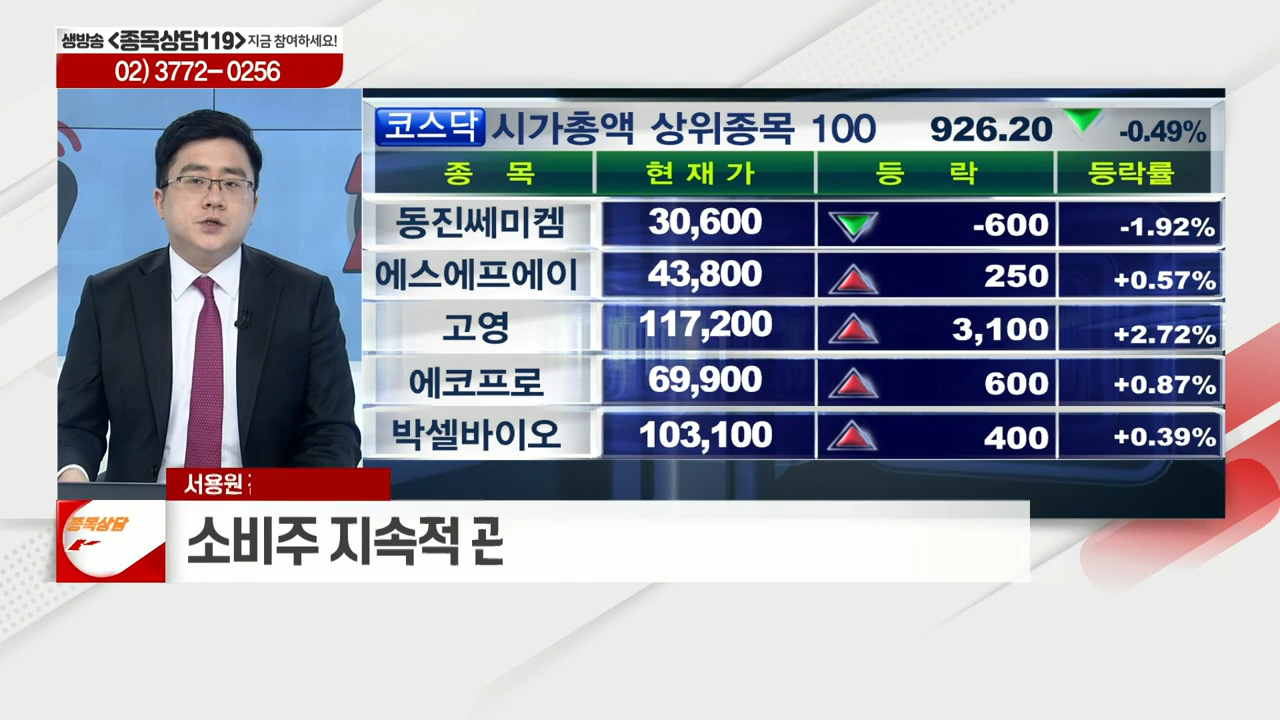 생방송 <종목상담119> 지금 참여하세요!
02) 3772-0256
코스닥 시가총액 상위종목 100 926.20 -0.49%
종 목 현 재 가 등 락 등락률
동진쎄미켐 30,600 -600 -1.92%
에스에프에이 43,800 250 +0.57%
고영 117,200 3,100 +2.72%
에코프로 69,900 600 +0.87%
박셀바이오 103,100 400 +0.39%
서용원
종목상담
소비주 지속적